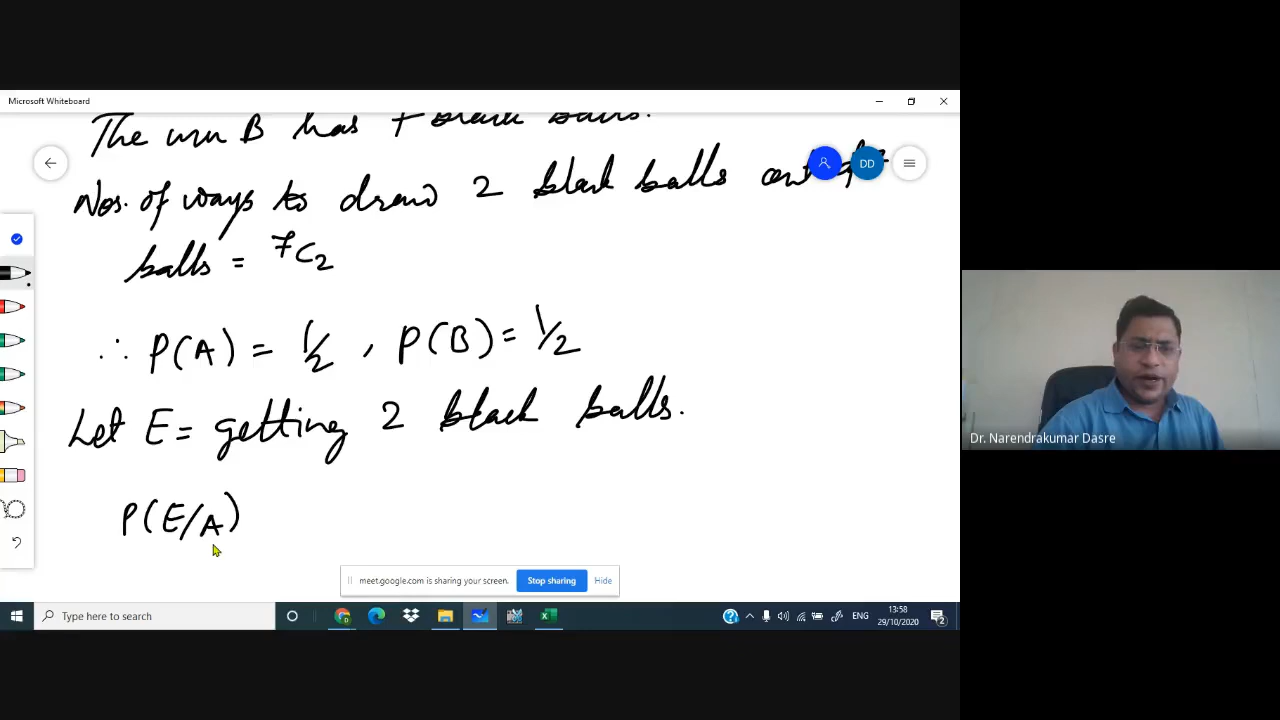 Microsoft Whiteboard
The urn B has 7 black balls.
Nos. of ways to draw 2 black balls out of
DD
balls = ⁷C₂
∴ P(A) = 1/2 , P(B) = 1/2
Let E = getting 2 black balls.
P(E/A)
Dr. Narendrakumar Dasre
meet.google.com is sharing your screen.
Stop sharing
Hide
Type here to search
ENG
13:58
29/10/2020
2